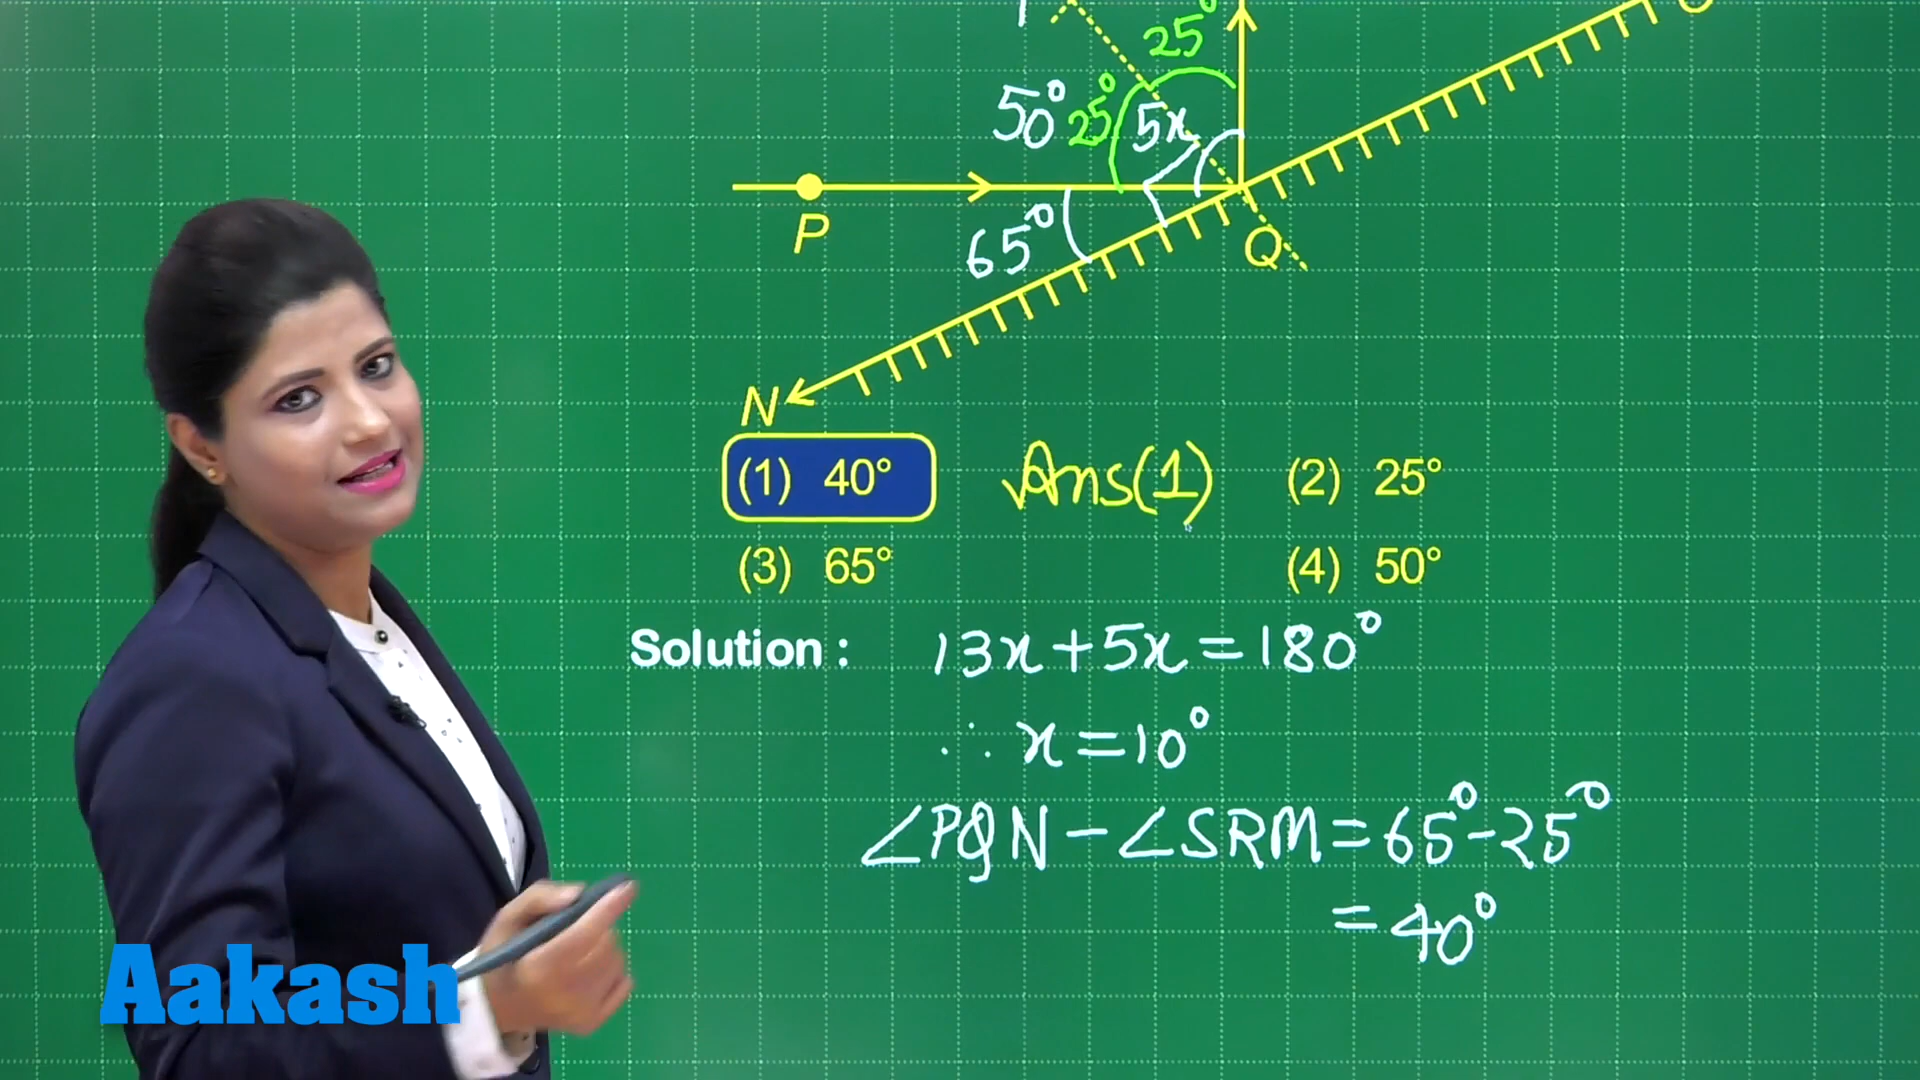 25°
50° 25° 5x
P
65°
Q
N
(1) 40° Ans(1) (2) 25°
(3) 65° (4) 50°
Solution : 13x+5x=180°
∴ x=10°
∠PQN-∠SRM=65°-25°
=40°
Aakash